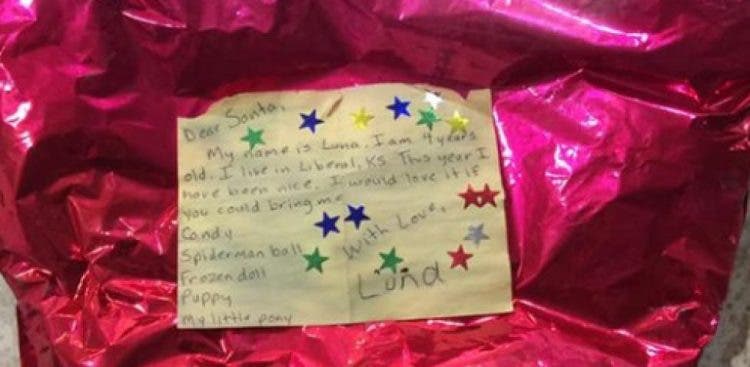 Dear Santa,
My name is Luna. I am 4 years
old. I live in Liberal, KS This year I
have been nice. I would love it if
you could bring me
Candy
Spiderman ball
Frozen doll
Puppy
My little pony
With Love,
Luna